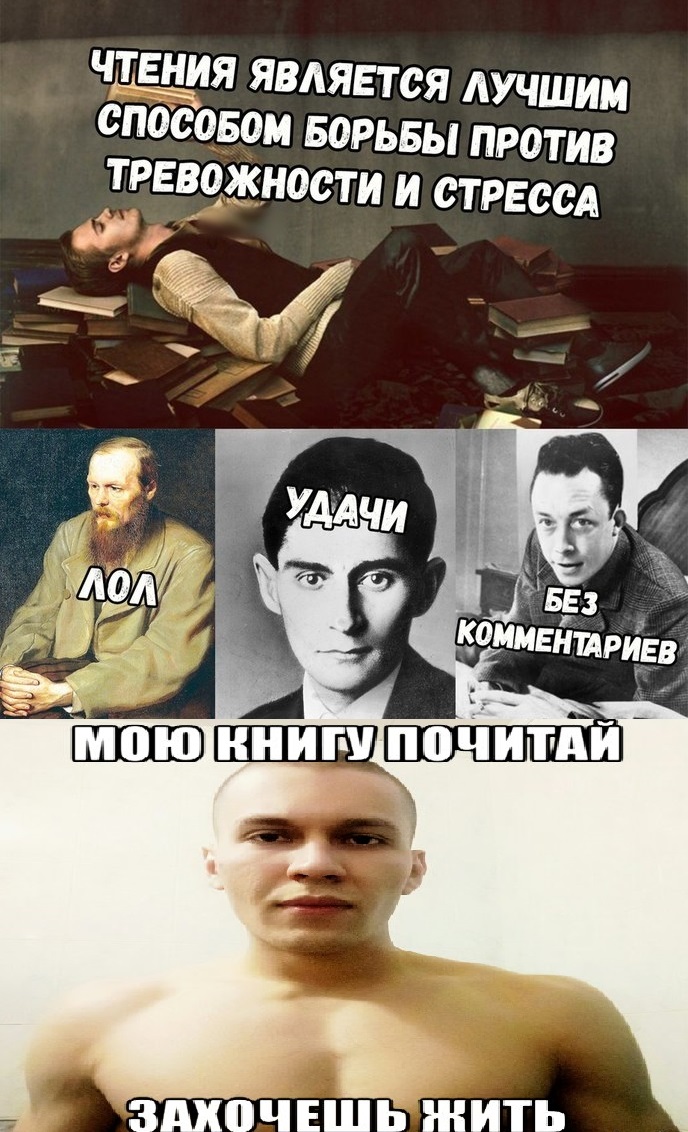 ЧТЕНИЯ ЯВЛЯЕТСЯ ЛУЧШИМ
СПОСОБОМ БОРЬБЫ ПРОТИВ
ТРЕВОЖНОСТИ И СТРЕССА
ЛОЛ
УДАЧИ
БЕЗ
КОММЕНТАРИЕВ
МОЮ КНИГУ ПОЧИТАЙ
ЗАХОЧЕШЬ ЖИТЬ